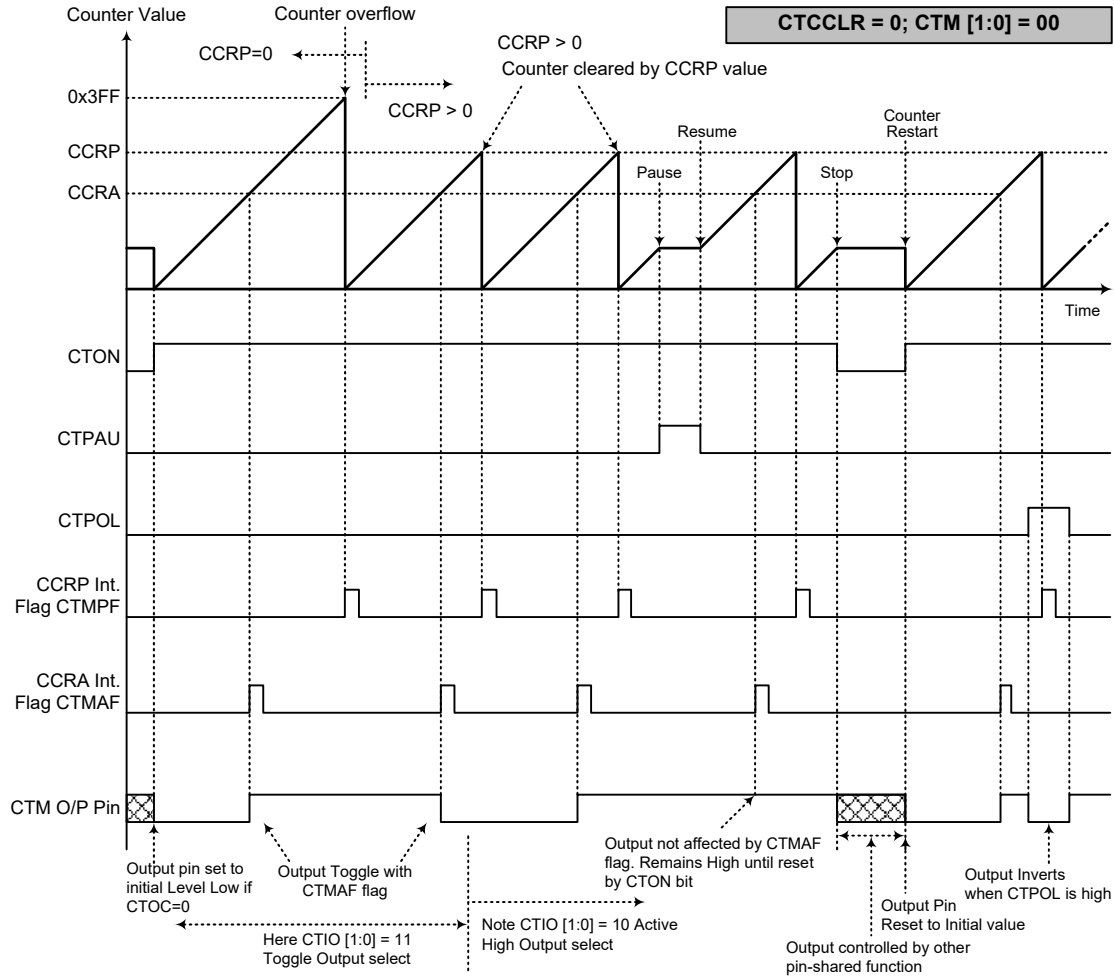 Counter Value
Counter overflow
CTCCLR = 0; CTM [1:0] = 00
CCRP=0
CCRP > 0
CCRP > 0
Counter cleared by CCRP value
0x3FF
CCRP
CCRA
Pause
Resume
Stop
Counter
Restart
Time
CTON
CTPAU
CTPOL
CCRP Int.
Flag CTMPF
CCRA Int.
Flag CTMAF
CTM O/P Pin
Output pin set to
initial Level Low if
CTOC=0
Output Toggle with
CTMAF flag
Here CTIO [1:0] = 11
Toggle Output select
Output not affected by CTMAF
flag. Remains High until reset
by CTON bit
Note CTIO [1:0] = 10 Active
High Output select
Output controlled by other
pin-shared function
Output Pin
Reset to Initial value
Output Inverts
when CTPOL is high